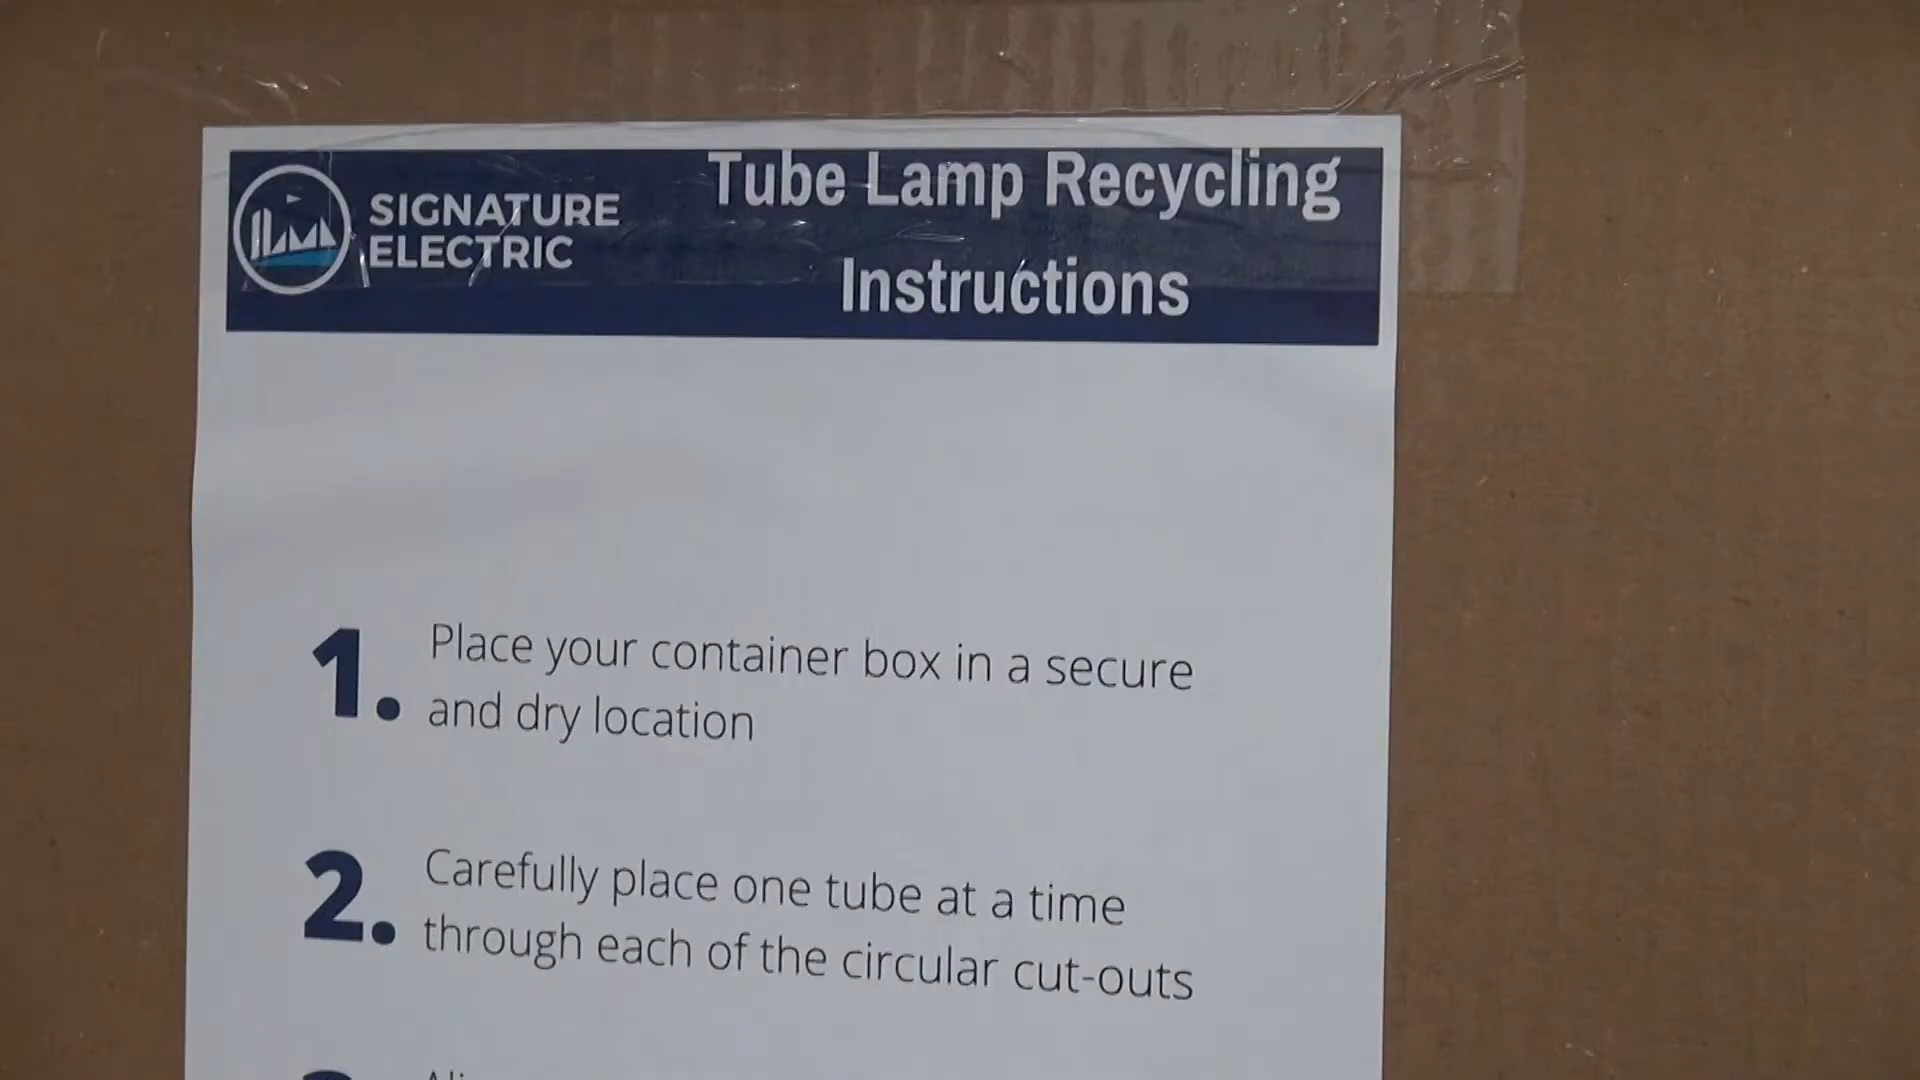 SIGNATURE
ELECTRIC
Tube Lamp Recycling
Instructions
1. Place your container box in a secure
and dry location
2. Carefully place one tube at a time
through each of the circular cut-outs